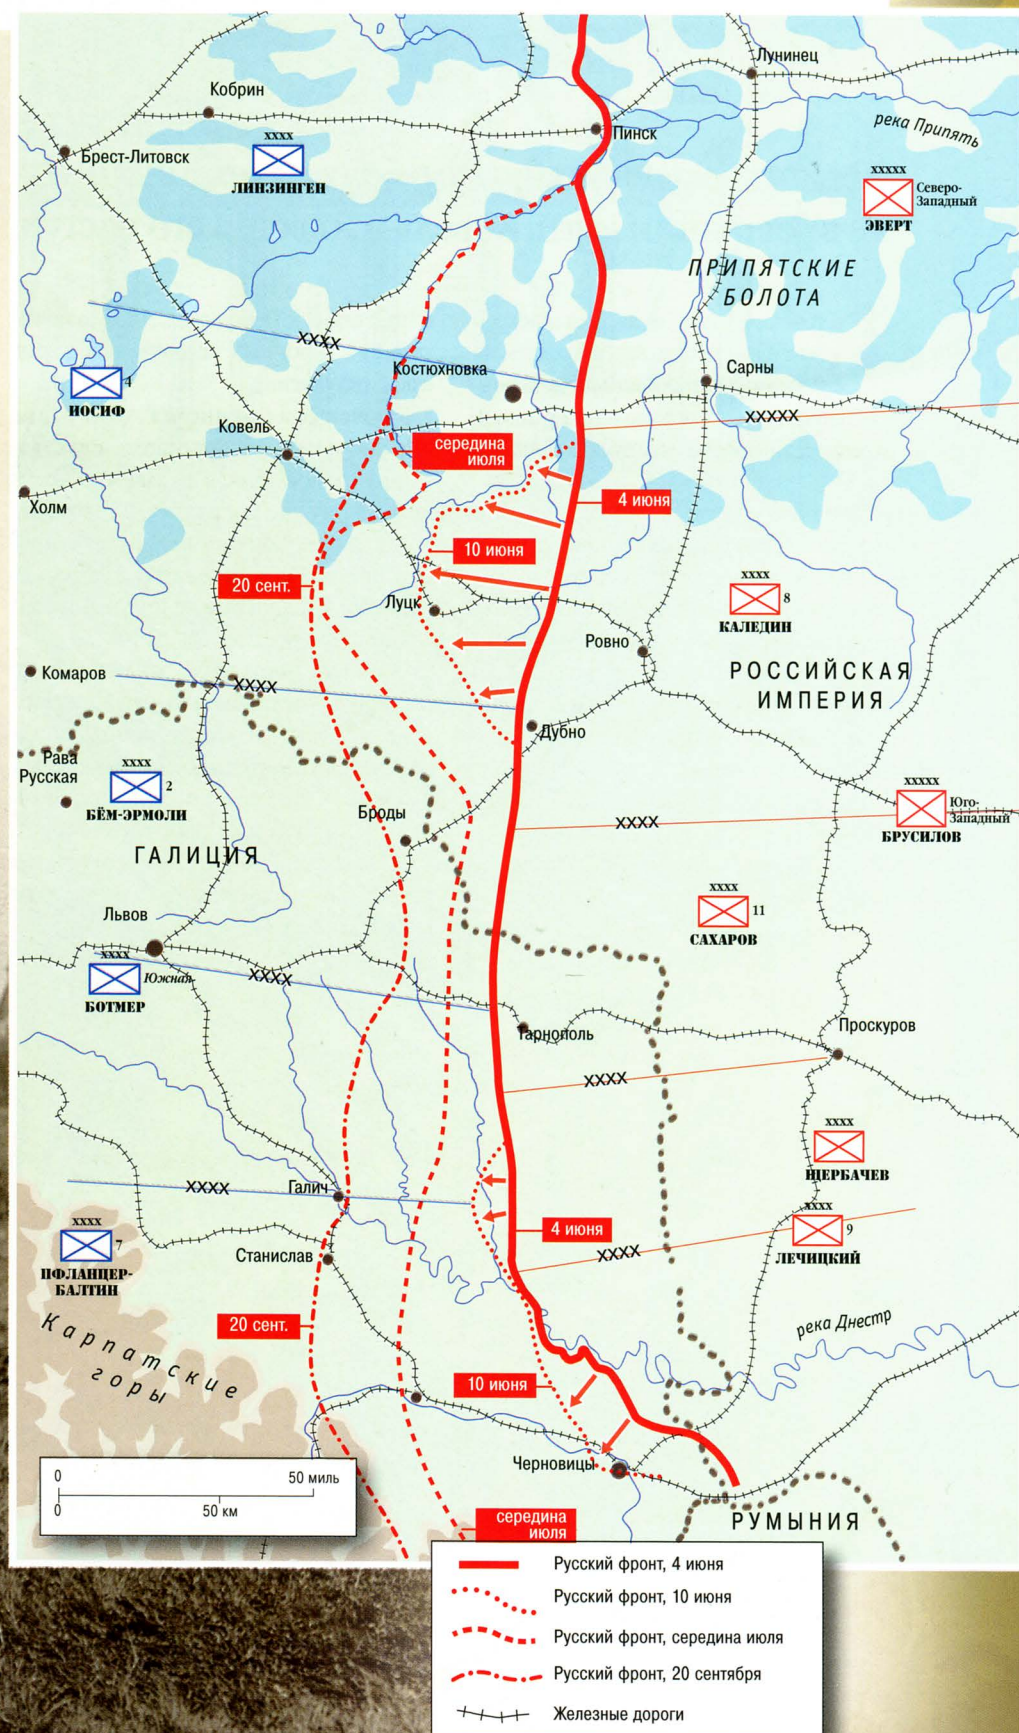 Лунинец
Кобрин
река Припять
Пинск
XXXX
Брест-Литовск
ЛИНЗИНГЕН
XXXXX
Северо-
Западный
ЭВЕРТ
ПРИПЯТСКИЕ
БОЛОТА
XXXX
XXXX
4
ИОСИФ
Костюхновка
Сарны
XXXXX
Ковель
середина
июля
4 июня
Холм
10 июня
20 сент.
Луцк
XXXX
8
КАЛЕДИН
Ровно
РОССИЙСКАЯ
ИМПЕРИЯ
Комаров
XXXX
Дубно
Рава
Русская
XXXX
2
БЁМ-ЭРМОЛИ
XXXXX
Юго-
Западный
БРУСИЛОВ
Броды
XXXX
ГАЛИЦИЯ
XXXX
11
САХАРОВ
Львов
XXXX
Южная
БОТМЕР
XXXX
Тарнополь
Проскуров
XXXX
XXXX
ЩЕРБАЧЕВ
Галич
XXXX
XXXX
9
ЛЕЧИЦКИЙ
4 июня
XXXX
XXXX
7
ПФЛАНЦЕР-
БАЛТИН
Станислав
20 сент.
река Днестр
Карпатские
горы
10 июня
Черновицы
0 50 миль
0 50 км
середина
июля
РУМЫНИЯ
Русский фронт, 4 июня
Русский фронт, 10 июня
Русский фронт, середина июля
Русский фронт, 20 сентября
Железные дороги